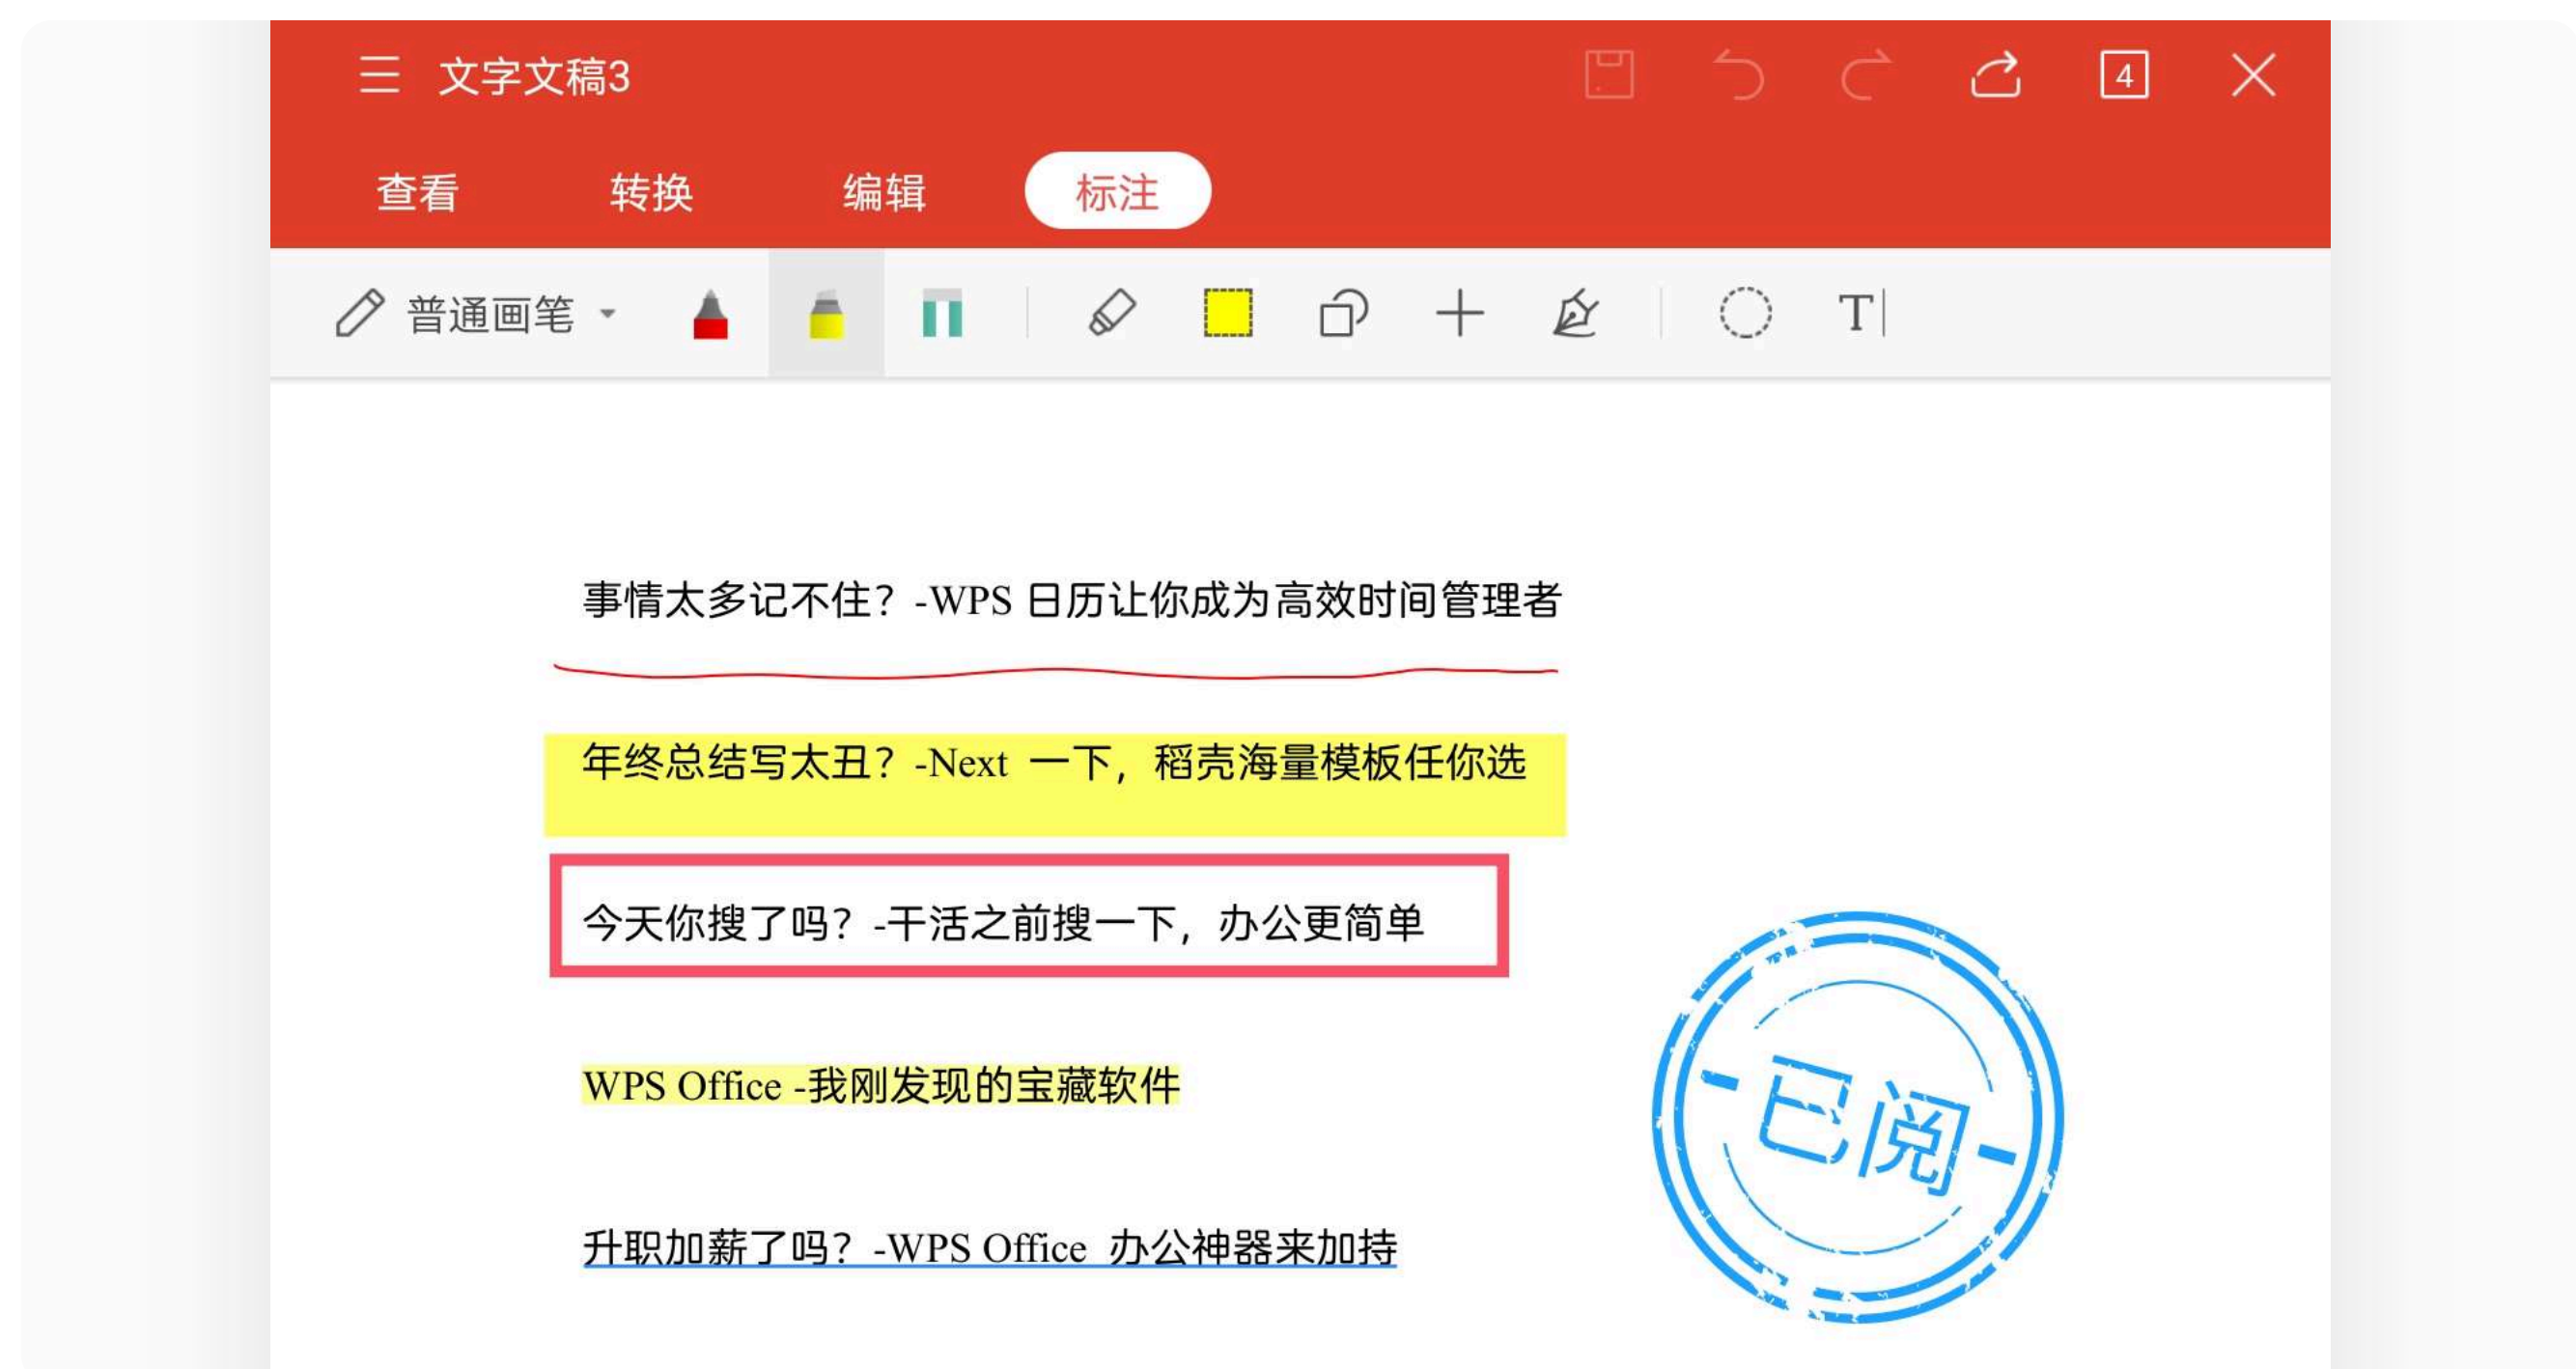 文字文稿3
4
查看 转换 编辑 标注
普通画笔 T
事情太多记不住？-WPS 日历让你成为高效时间管理者
年终总结写太丑？-Next 一下，稻壳海量模板任你选
今天你搜了吗？-干活之前搜一下，办公更简单
WPS Office -我刚发现的宝藏软件
-已阅-
升职加薪了吗？-WPS Office 办公神器来加持